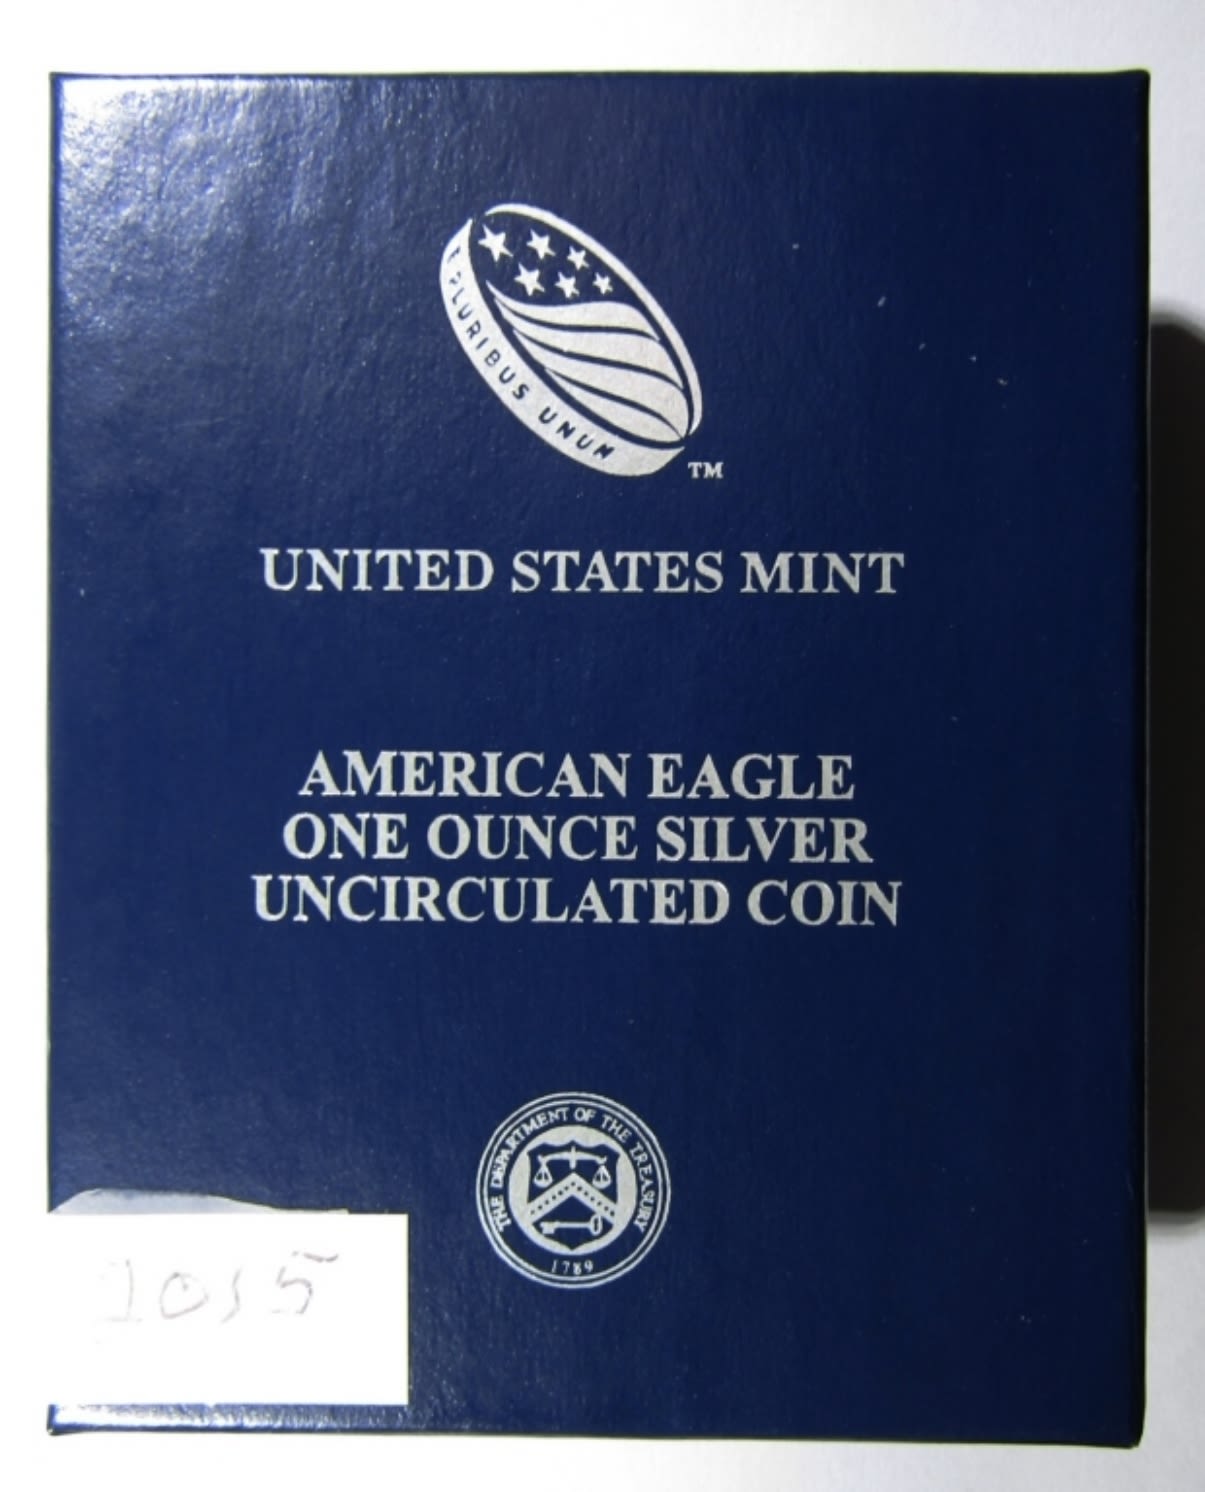 E PLURIBUS UNUM
TM
UNITED STATES MINT
AMERICAN EAGLE
ONE OUNCE SILVER
UNCIRCULATED COIN
THE DEPARTMENT OF THE TREASURY
1789
2015